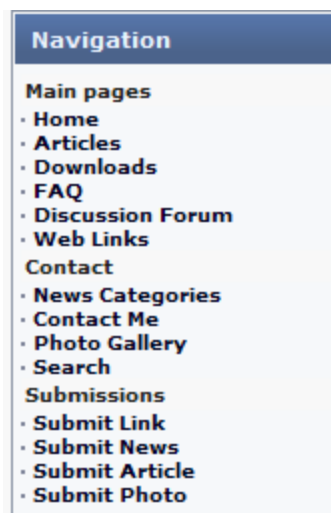 Navigation
Main pages
· Home
· Articles
· Downloads
· FAQ
· Discussion Forum
· Web Links
Contact
· News Categories
· Contact Me
· Photo Gallery
· Search
Submissions
· Submit Link
· Submit News
· Submit Article
· Submit Photo